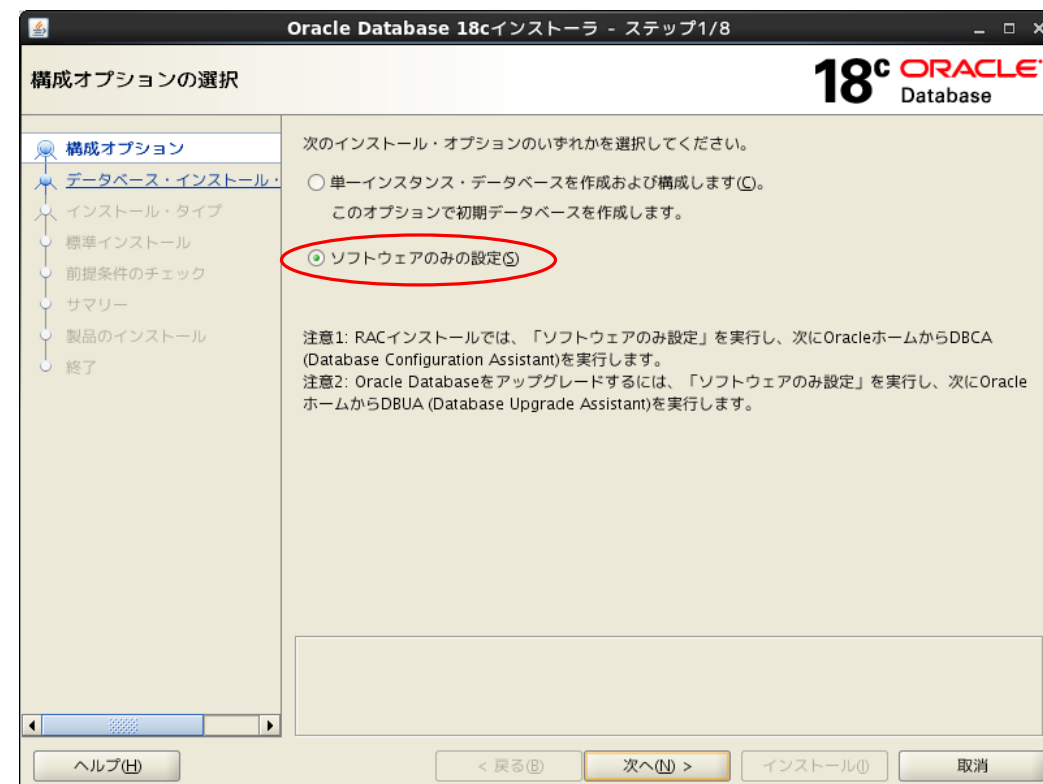 Oracle Database 18cインストーラ - ステップ1/8
構成オプションの選択
18c ORACLE
Database
構成オプション
データベース・インストール・
インストール・タイプ
標準インストール
前提条件のチェック
サマリー
製品のインストール
終了
次のインストール・オプションのいずれかを選択してください。
単一インスタンス・データベースを作成および構成します(C)。
このオプションで初期データベースを作成します。
ソフトウェアのみの設定(S)
注意1: RACインストールでは、「ソフトウェアのみ設定」を実行し、次にOracleホームからDBCA
(Database Configuration Assistant)を実行します。
注意2: Oracle Databaseをアップグレードするには、「ソフトウェアのみ設定」を実行し、次にOracle
ホームからDBUA (Database Upgrade Assistant)を実行します。
ヘルプ(H)
< 戻る(B)
次へ(N) >
インストール(I)
取消